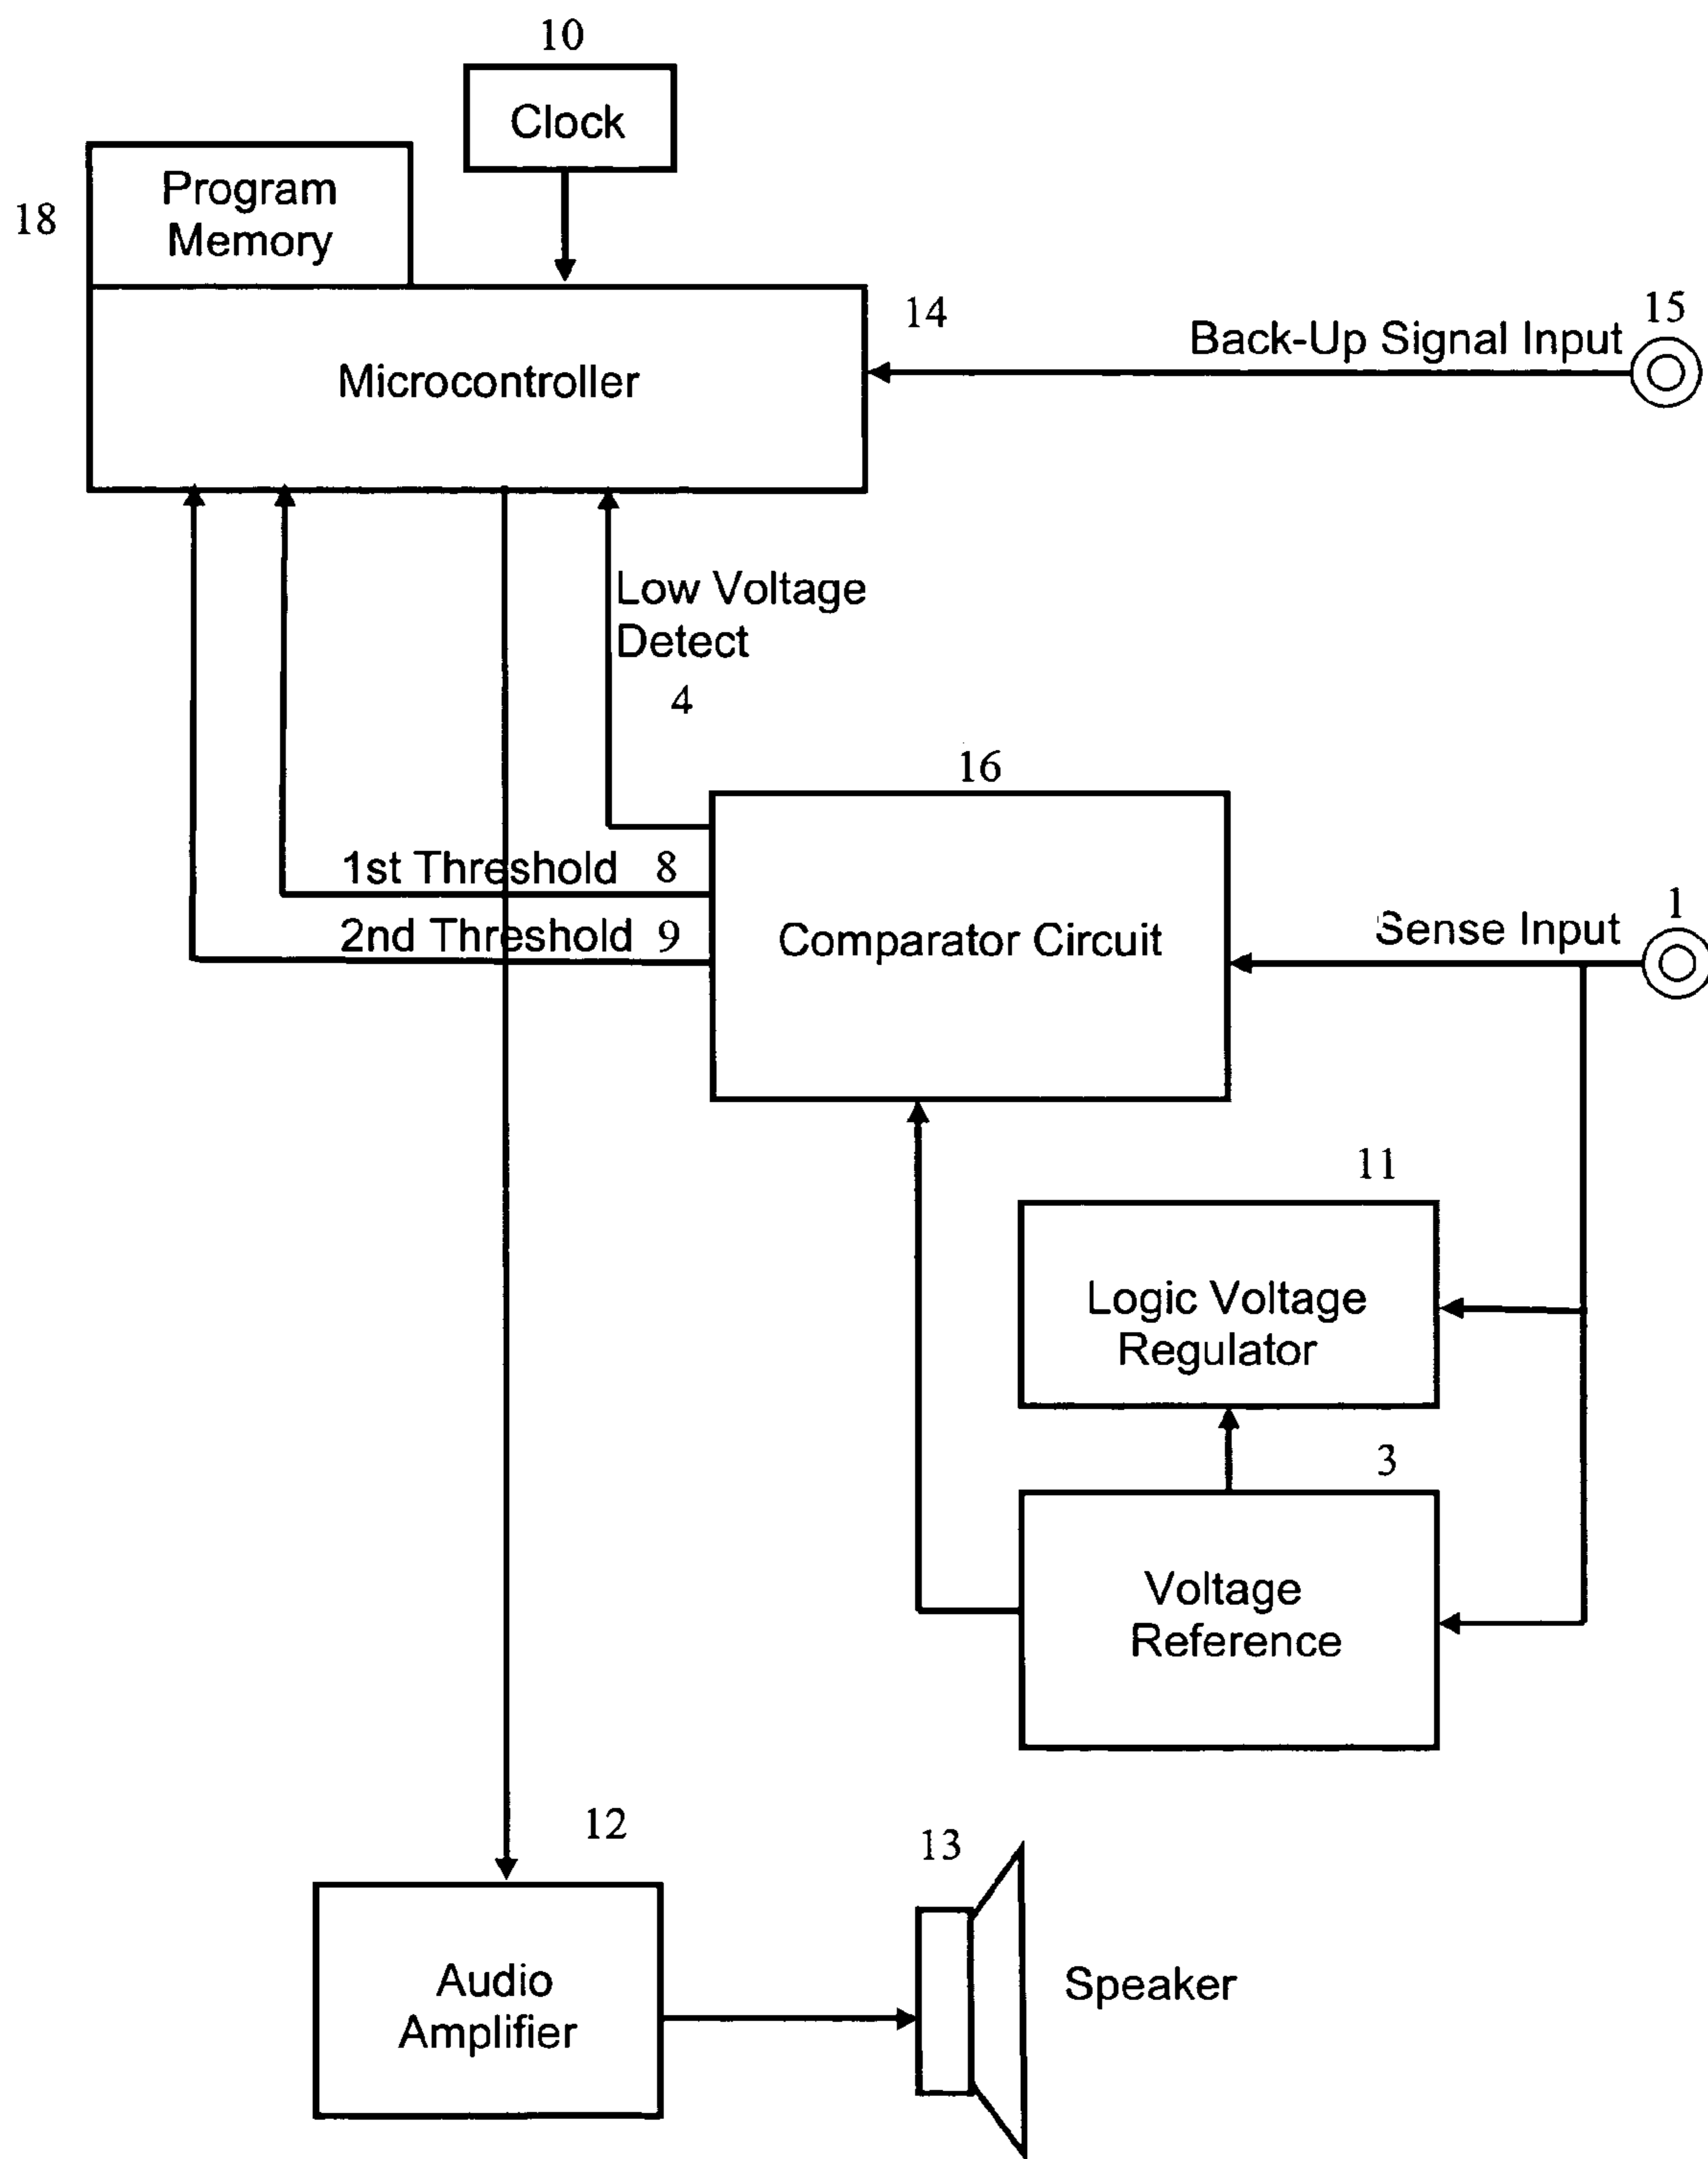 10
Clock
Program
Memory
18
14
15
Back-Up Signal Input
Microcontroller
Low Voltage
Detect
4
16
1st Threshold 8
2nd Threshold 9
Comparator Circuit
1
Sense Input
11
Logic Voltage
Regulator
3
Voltage
Reference
12
13
Audio
Amplifier
Speaker